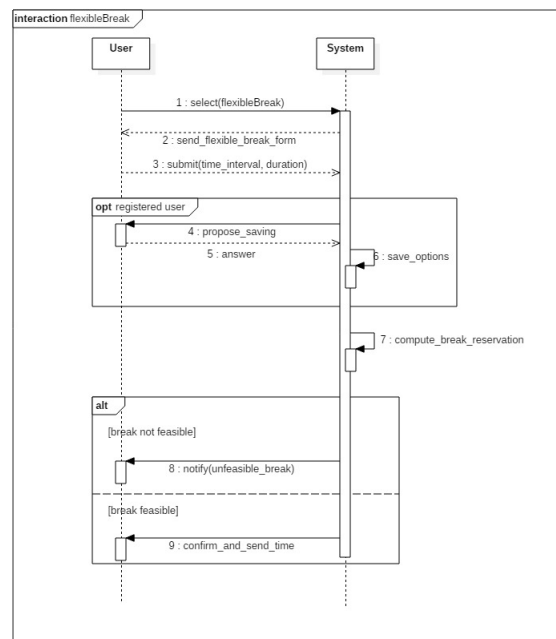 interaction flexibleBreak
User
System
1 : select(flexibleBreak)
2 : send_flexible_break_form
3 : submit(time_interval, duration)
opt registered user
4 : propose_saving
5 : answer
6 : save_options
7 : compute_break_reservation
alt
[break not feasible]
8 : notify(unfeasible_break)
[break feasible]
9 : confirm_and_send_time